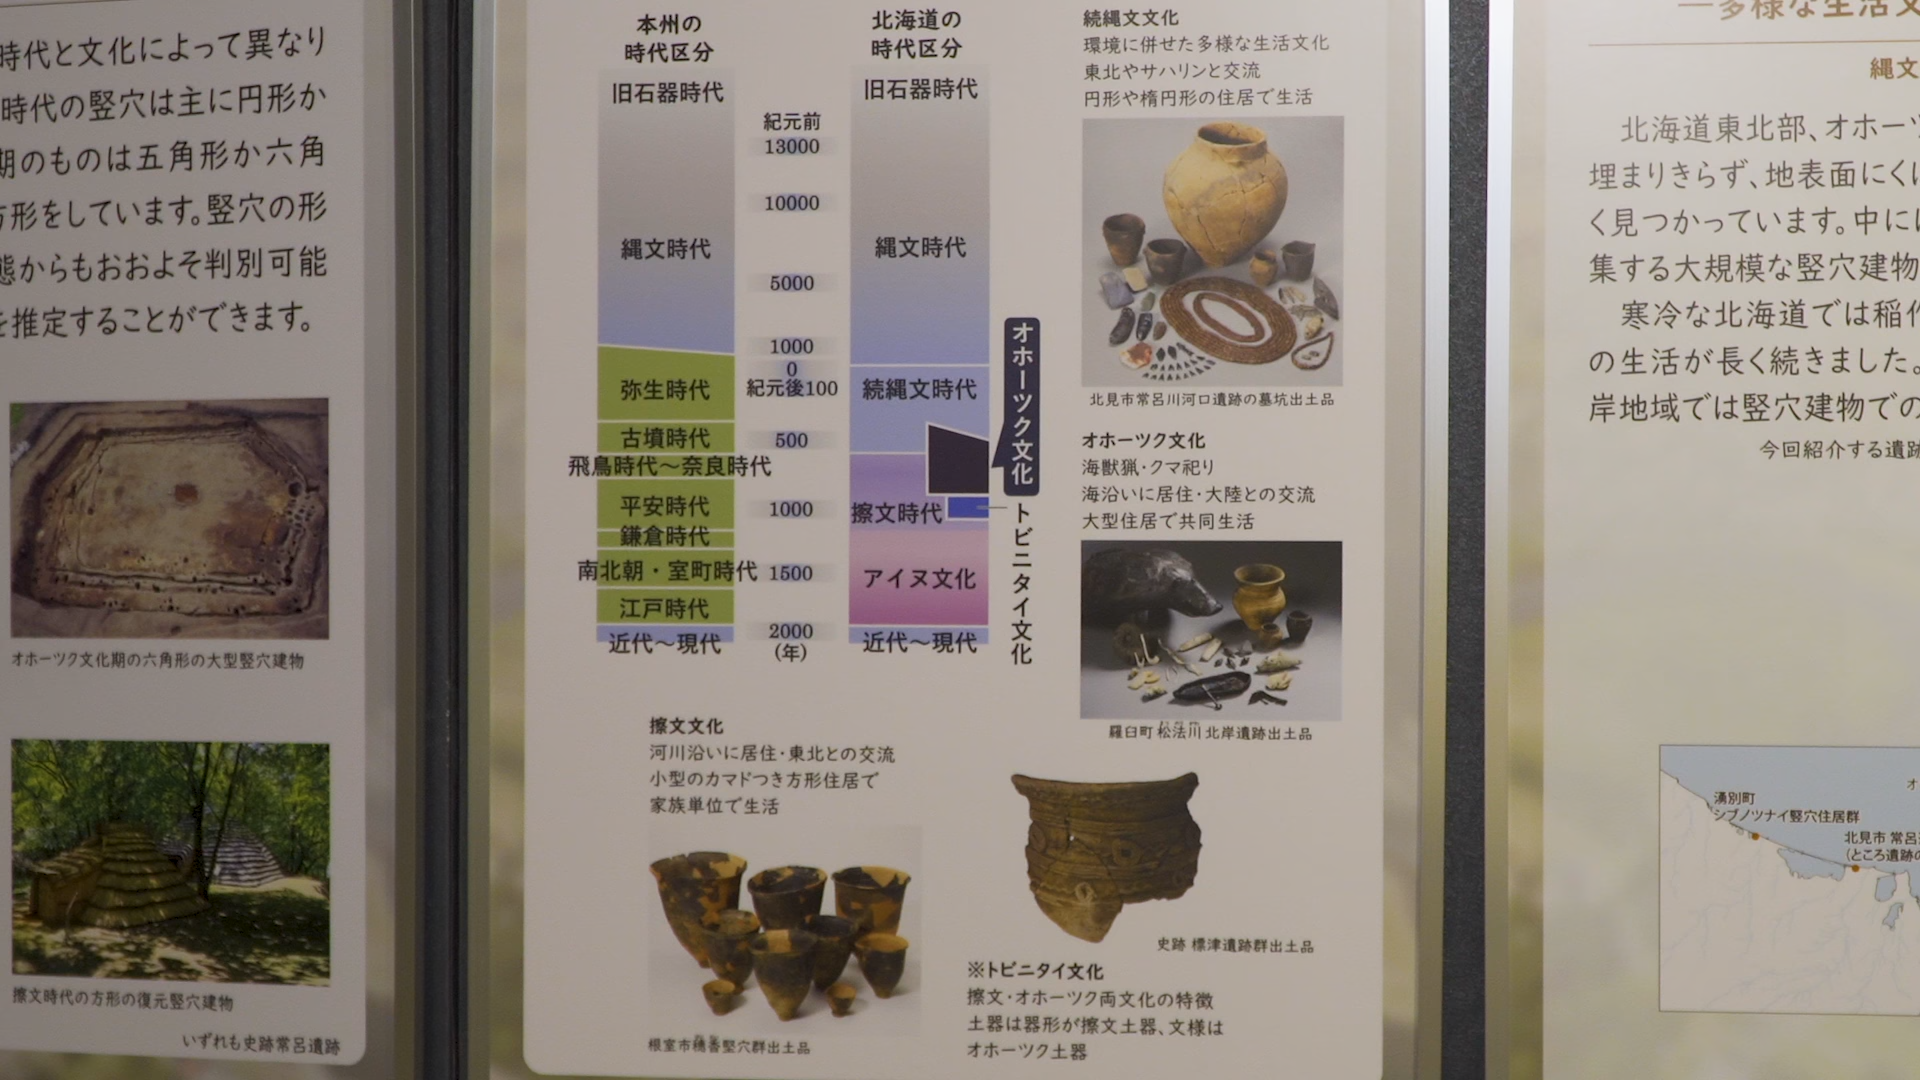 時代と文化によって異なり
時代の竪穴は主に円形か
期のものは五角形か六角
方形をしています。竪穴の形
態からもおおよそ判別可能
を推定することができます。
オホーツク文化期の六角形の大型竪穴建物
擦文時代の方形の復元竪穴建物
いずれも史跡常呂遺跡
本州の
時代区分
旧石器時代
縄文時代
弥生時代
古墳時代
飛鳥時代～奈良時代
平安時代
鎌倉時代
南北朝・室町時代
江戸時代
近代～現代
紀元前
13000
10000
5000
1000
0
紀元後100
500
1000
1500
2000
(年)
北海道の
時代区分
旧石器時代
縄文時代
続縄文時代
擦文時代
アイヌ文化
近代～現代
オホーツク文化
トビニタイ文化
続縄文文化
環境に併せた多様な生活文化
東北やサハリンと交流
円形や楕円形の住居で生活
北見市常呂川河口遺跡の墓坑出土品
オホーツク文化
海獣猟・クマ祀り
海沿いに居住・大陸との交流
大型住居で共同生活
羅臼町松法川北岸遺跡出土品
擦文文化
河川沿いに居住・東北との交流
小型のカマドつき方形住居で
家族単位で生活
根室市穂香竪穴群出土品
史跡 標津遺跡群出土品
※トビニタイ文化
擦文・オホーツク両文化の特徴
土器は器形が擦文土器、文様は
オホーツク土器
―多様な生活文
縄文
北海道東北部、オホーツ
埋まりきらず、地表面にくぼ
く見つかっています。中には
集する大規模な竪穴建物
寒冷な北海道では稲作
の生活が長く続きました。
岸地域では竪穴建物での
今回紹介する遺跡
オ
湧別町
シブノツナイ竪穴住居群
北見市 常呂
(ところ遺跡の